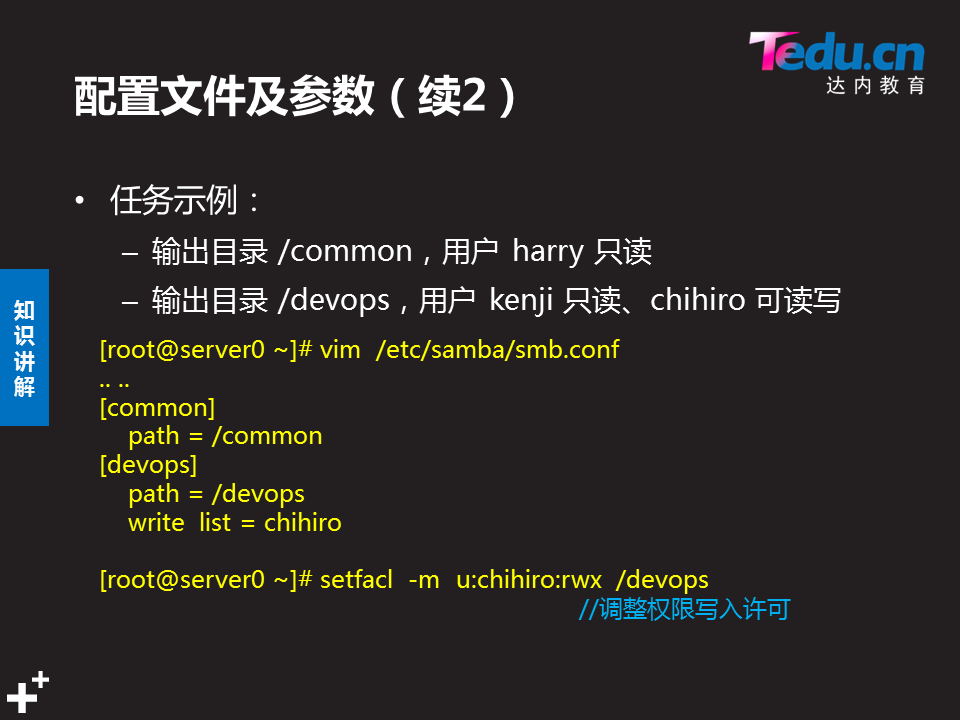 Tedu.cn
达内教育
配置文件及参数（续2）
• 任务示例：
– 输出目录 /common，用户 harry 只读
– 输出目录 /devops，用户 kenji 只读、chihiro 可读写
知识讲解
[root@server0 ~]# vim /etc/samba/smb.conf
.. ..
[common]
path = /common
[devops]
path = /devops
write list = chihiro
[root@server0 ~]# setfacl -m u:chihiro:rwx /devops
//调整权限写入许可